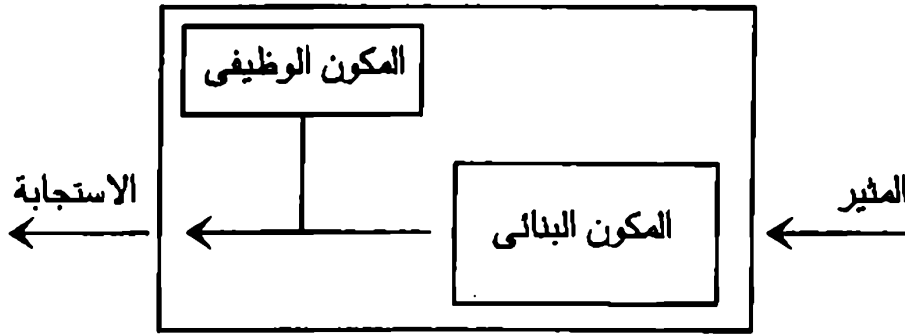 المكون الوظيفى
المثير
المكون البنائى
الاستجابة